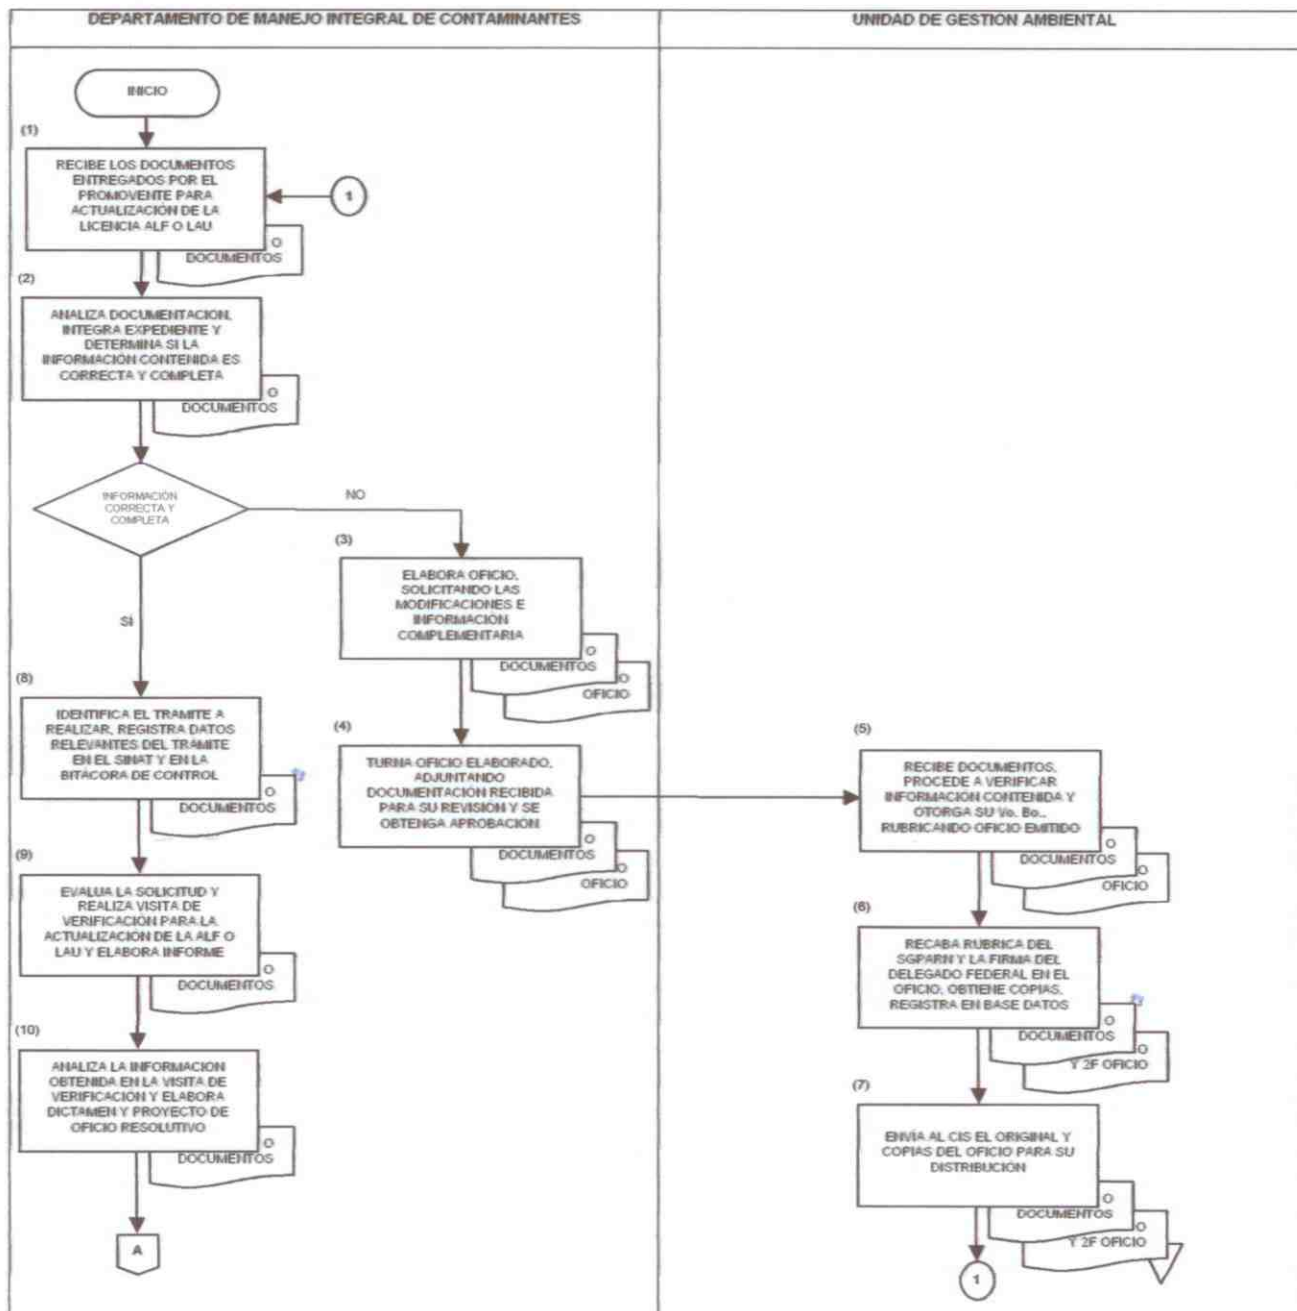 DEPARTAMENTO DE MANEJO INTEGRAL DE CONTAMINANTES
UNIDAD DE GESTIÓN AMBIENTAL
INICIO
(1)
RECIBE LOS DOCUMENTOS
ENTREGADOS POR EL
PROMOVENTE PARA
ACTUALIZACIÓN DE LA
LICENCIA ALF O LAU
1
O
DOCUMENTOS
(2)
ANALIZA DOCUMENTACION,
INTEGRA EXPEDIENTE Y
DETERMINA SI LA
INFORMACIÓN CONTENIDA ES
CORRECTA Y COMPLETA
O
DOCUMENTOS
INFORMACIÓN
CORRECTA Y
COMPLETA
NO
SÍ
(3)
ELABORA OFICIO,
SOLICITANDO LAS
MODIFICACIONES E
INFORMACIÓN
COMPLEMENTARIA
O
DOCUMENTOS
O
OFICIO
(4)
TURNA OFICIO ELABORADO,
ADJUNTANDO
DOCUMENTACIÓN RECIBIDA
PARA SU REVISIÓN Y SE
OBTENGA APROBACIÓN
O
DOCUMENTOS
O
OFICIO
(5)
RECIBE DOCUMENTOS,
PROCEDE A VERIFICAR
INFORMACIÓN CONTENIDA Y
OTORGA SU Vo. Bo.,
RUBRICANDO OFICIO EMITIDO
O
DOCUMENTOS
O
OFICIO
(6)
RECABA RUBRICA DEL
SGPARN Y LA FIRMA DEL
DELEGADO FEDERAL EN EL
OFICIO, OBTIENE COPIAS,
REGISTRA EN BASE DATOS
O
DOCUMENTOS
O
Y 2F OFICIO
(7)
ENVÍA AL CIS EL ORIGINAL Y
COPIAS DEL OFICIO PARA SU
DISTRIBUCIÓN
O
DOCUMENTOS
O
Y 2F OFICIO
1
(8)
IDENTIFICA EL TRAMITE A
REALIZAR, REGISTRA DATOS
RELEVANTES DEL TRÁMITE
EN EL SINAT Y EN LA
BITÁCORA DE CONTROL
O
DOCUMENTOS
(9)
EVALUA LA SOLICITUD Y
REALIZA VISITA DE
VERIFICACIÓN PARA LA
ACTUALIZACIÓN DE LA ALF O
LAU Y ELABORA INFORME
O
DOCUMENTOS
(10)
ANALIZA LA INFORMACION
OBTENIDA EN LA VISITA DE
VERIFICACIÓN Y ELABORA
DICTAMEN Y PROYECTO DE
OFICIO RESOLUTIVO
O
DOCUMENTOS
A